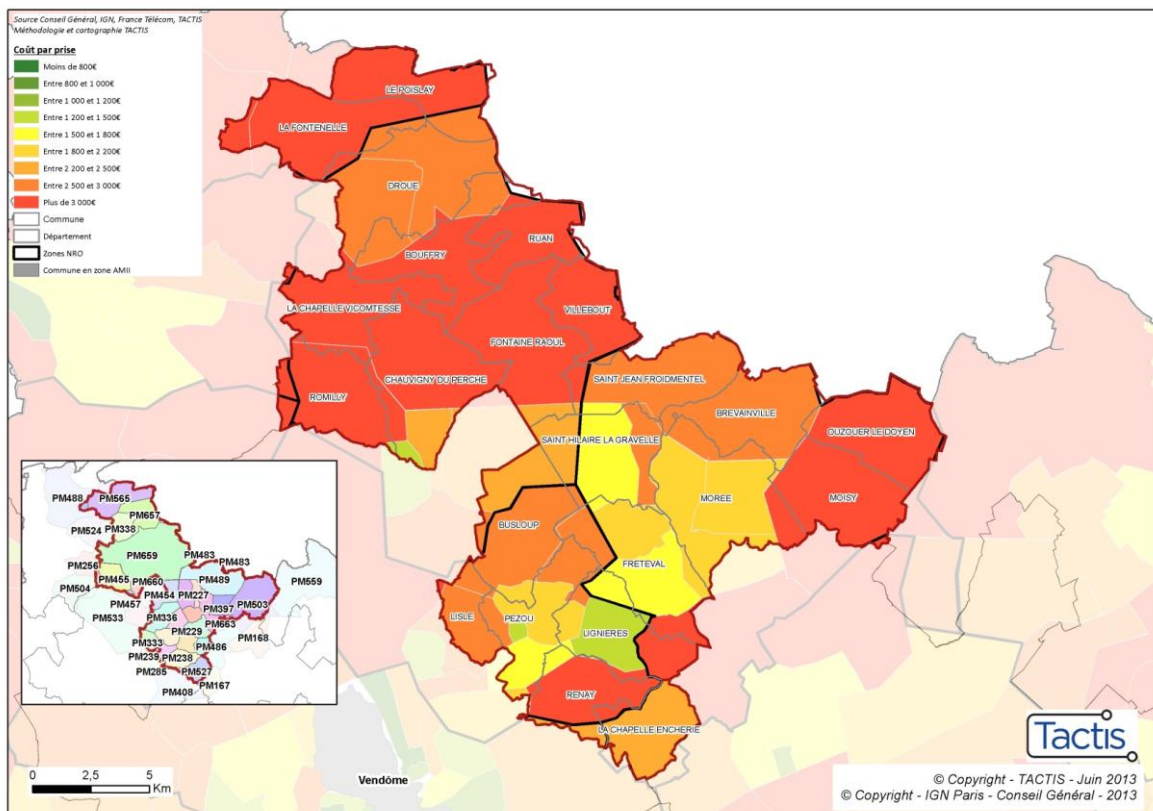 Source Conseil Général, IGN, France Télécom, TACTIS
Méthodologie et cartographie TACTIS
Coût par prise
Moins de 800€
Entre 800 et 1 000€
Entre 1 000 et 1 200€
Entre 1 200 et 1 500€
Entre 1 500 et 1 800€
Entre 1 800 et 2 200€
Entre 2 200 et 2 500€
Entre 2 500 et 3 000€
Plus de 3 000€
Commune
Département
Zones NRO
Commune en zone AMII
LE POISLAY
LA FONTENELLE
DROUE
RUAN
BOUFFRY
LA CHAPELLE VICOMTESSE
VILLEBOUT
FONTAINE RAOUL
CHAUVIGNY DU PERCHE
SAINT JEAN FROIDMENTEL
ROMILLY
BREVAINVILLE
OUZOUER LE DOYEN
SAINT HILAIRE LA GRAVELLE
MOREE
MOISY
BUSLOUP
FRETEVAL
LISLE
PEZOU
LIGNIERES
RENAY
LA CHAPELLE ENCHERIE
PM488
PM565
PM657
PM524
PM338
PM659
PM483
PM483
PM256
PM455
PM660
PM489
PM559
PM504
PM454
PM227
PM457
PM397
PM503
PM533
PM336
PM663
PM229
PM168
PM333
PM486
PM239
PM238
PM285
PM527
PM167
PM408
0
2,5
5
Km
Vendôme
Tactis
© Copyright - TACTIS - Juin 2013
© Copyright - IGN Paris - Conseil Général - 2013